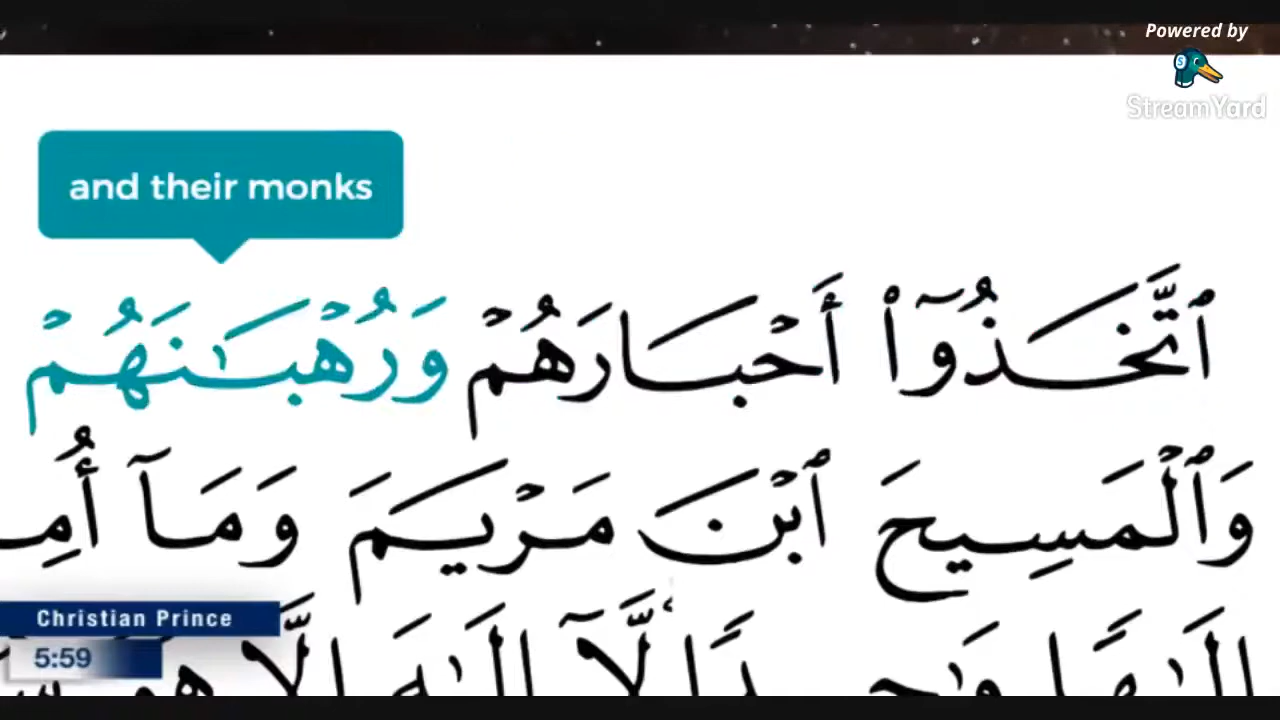 Powered by
StreamYard
and their monks
ٱتَّخَذُوٓا۟ أَحْبَارَهُمْ وَرُهْبَـٰنَهُمْ
وَٱلْمَسِيحَ ٱبْنَ مَرْيَمَ وَمَآ أُمِ
Christian Prince
إِلَـٰهًا وَٰحِدًا لَّآ إِلَـٰهَ إِلَّا هُوَ
5:59